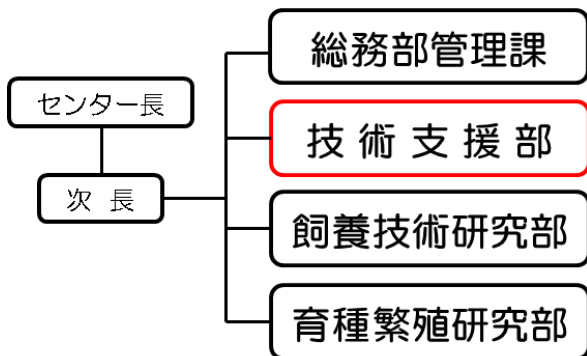 センター長
次 長
総務部管理課
技 術 支 援 部
飼養技術研究部
育種繁殖研究部